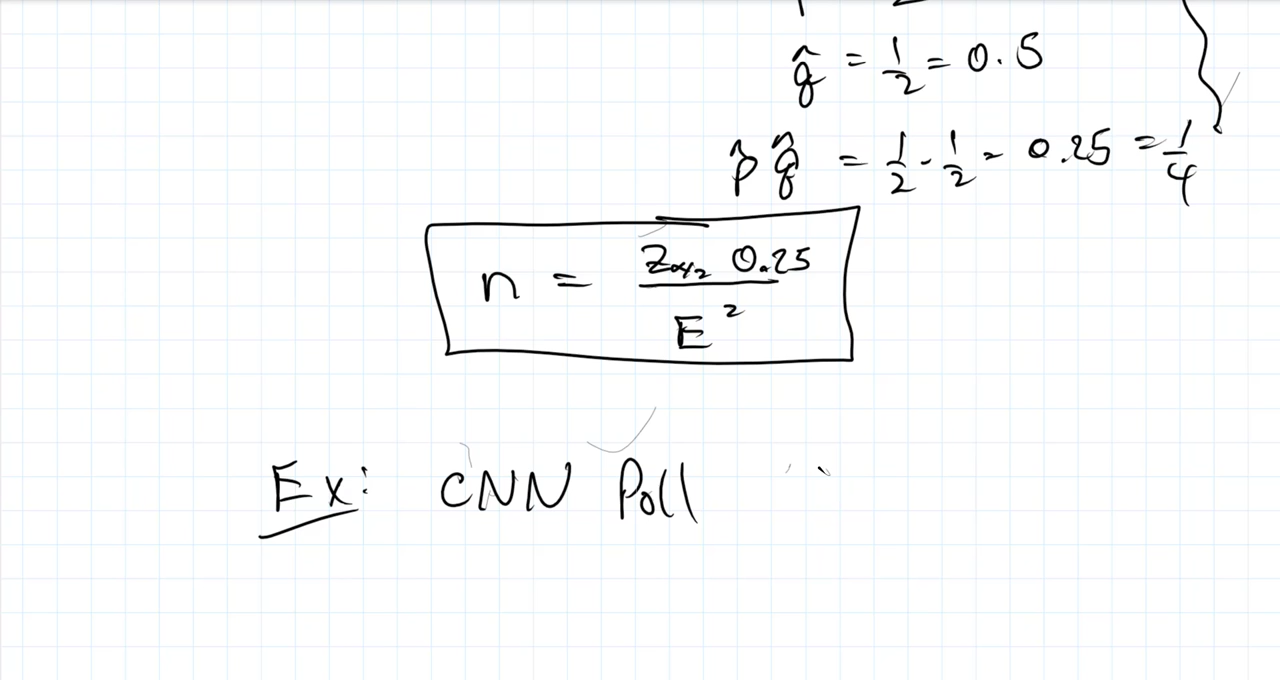 q̂ = 1/2 = 0.5
p̂ q̂ = 1/2 · 1/2 = 0.25 = 1/4
n = Zα/2 0.25 / E²
Ex: CNN Poll